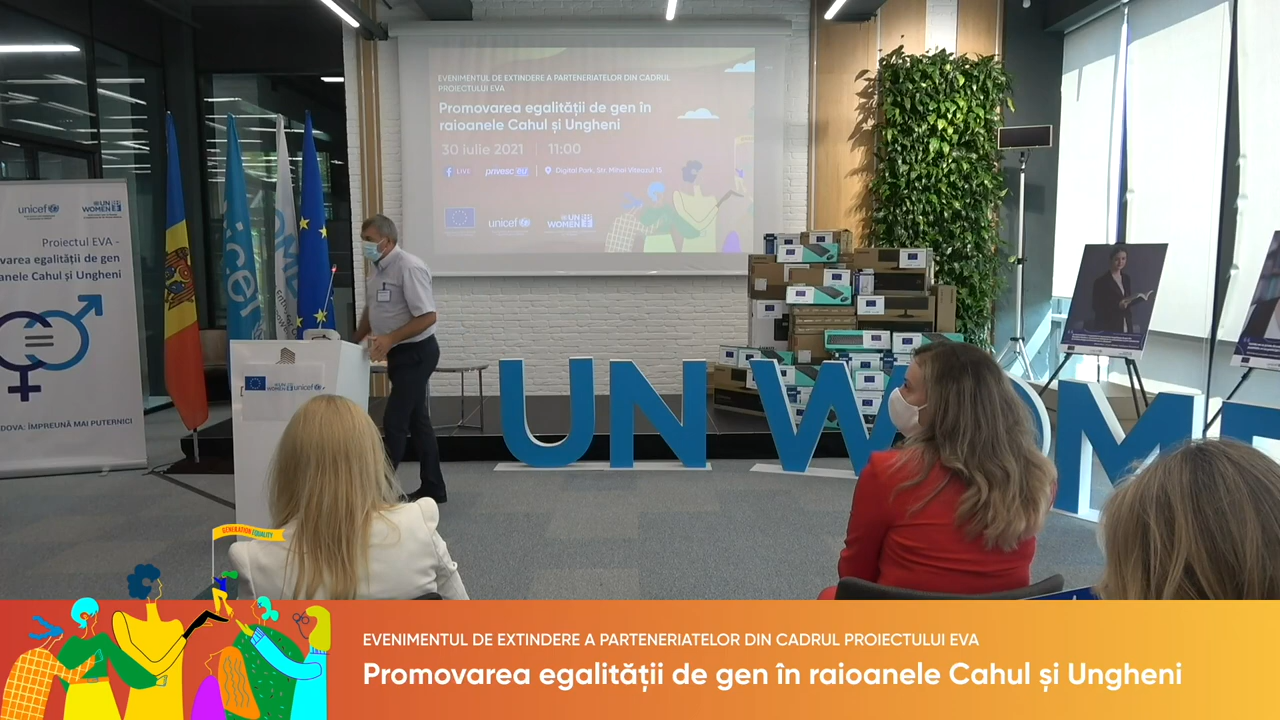 EVENIMENTUL DE EXTINDERE A PARTENERIATELOR DIN CADRUL
PROIECTULUI EVA
Promovarea egalității de gen în
raioanele Cahul și Ungheni
30 iulie 2021 | 11:00
LIVE
privesc.eu
Digital Park, Str. Mihai Viteazul 15
unicef
UN
WOMEN
unicef
UN
WOMEN
Proiectul EVA -
varea egalității de gen
anele Cahul și Ungheni
DOVA: ÎMPREUNĂ MAI PUTERNICI
UN
WOMEN
unicef
UN WOME
GENERATION EQUALITY
EVENIMENTUL DE EXTINDERE A PARTENERIATELOR DIN CADRUL PROIECTULUI EVA
Promovarea egalității de gen în raioanele Cahul și Ungheni